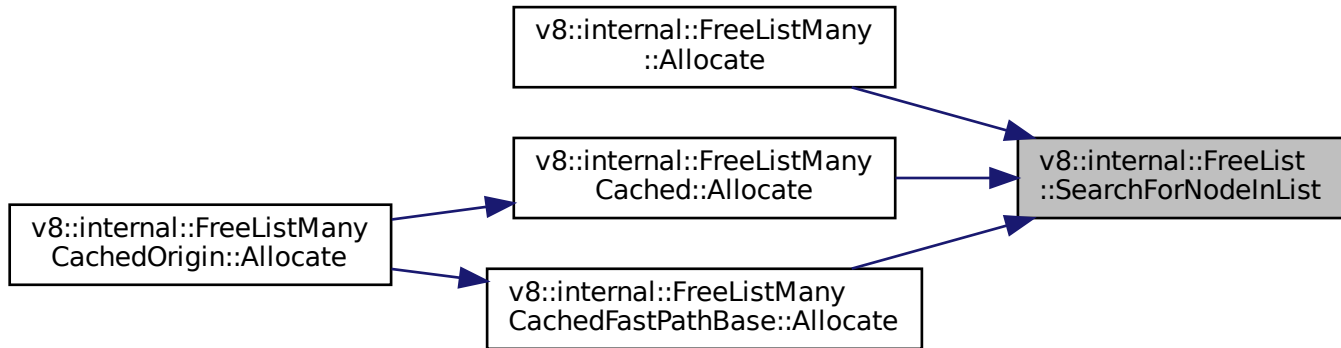 v8::internal::FreeListMany
::Allocate
v8::internal::FreeList
::SearchForNodeInList
v8::internal::FreeListMany
Cached::Allocate
v8::internal::FreeListMany
CachedOrigin::Allocate
v8::internal::FreeListMany
CachedFastPathBase::Allocate